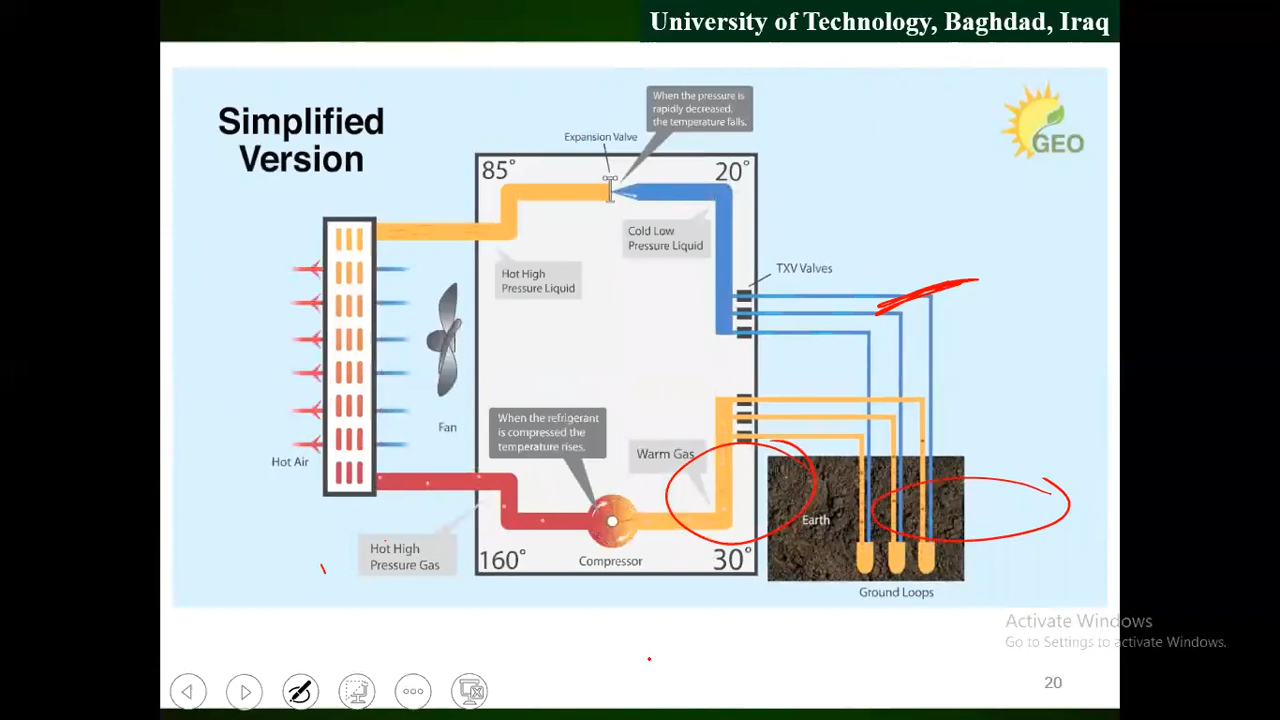 University of Technology, Baghdad, Iraq
Simplified
Version
When the pressure is
rapidly decreased,
the temperature falls.
Expansion Valve
GEO
85°
20°
Cold Low
Pressure Liquid
TXV Valves
Hot High
Pressure Liquid
When the refrigerant
is compressed the
temperature rises.
Fan
Warm Gas
Hot Air
Earth
Hot High
Pressure Gas
160°
Compressor
30°
Ground Loops
Activate Windows
Go to Settings to activate Windows.
20